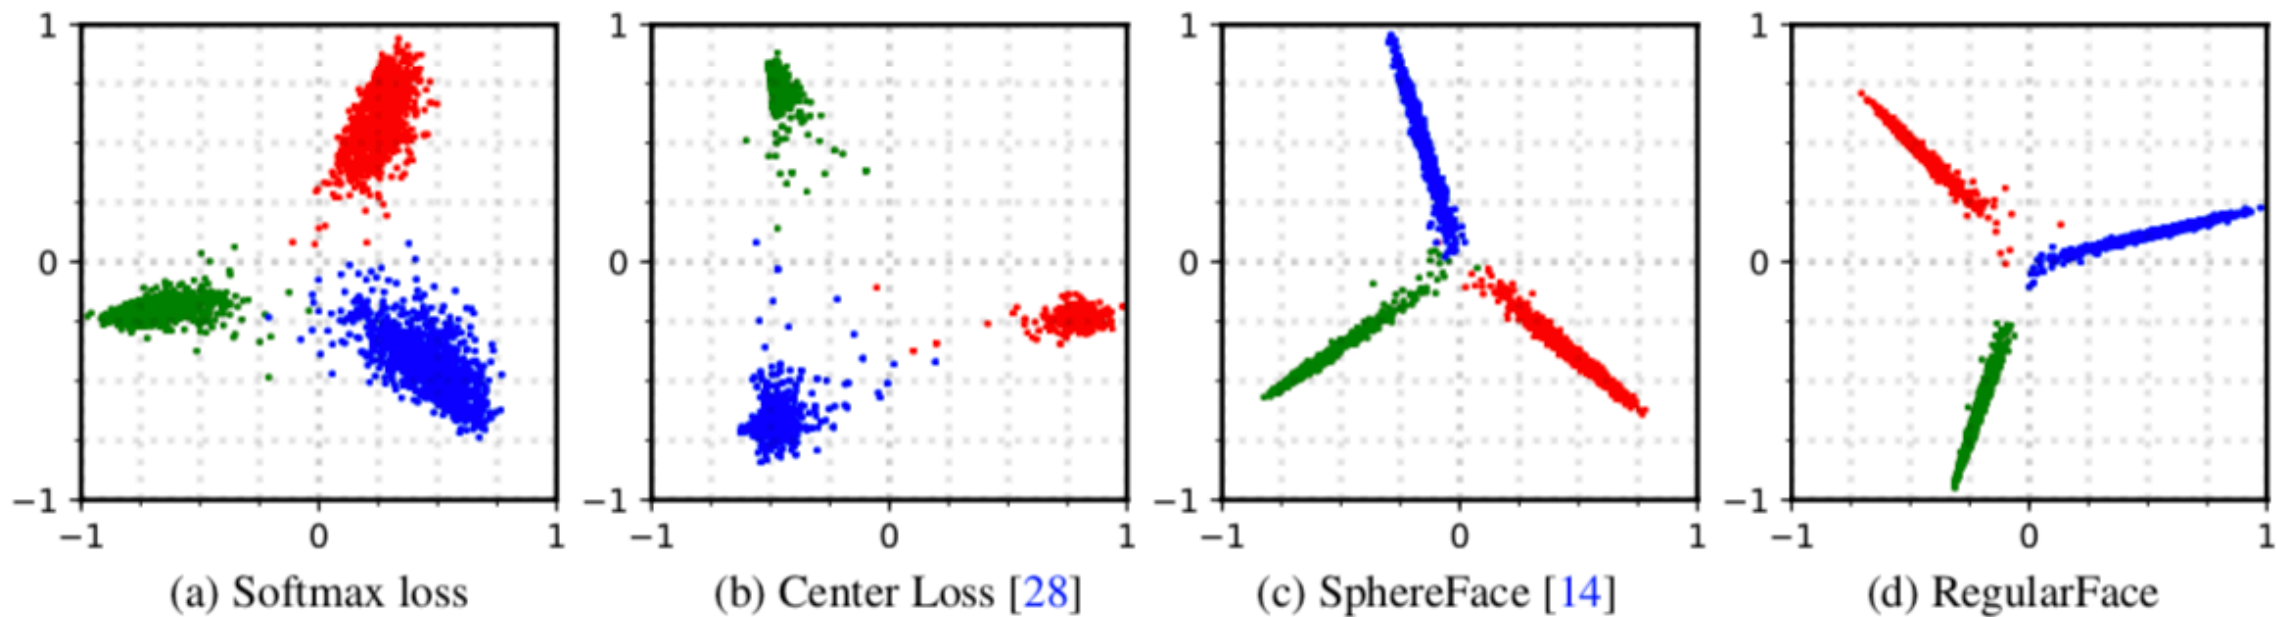 1 1 1 1
0 0 0 0
−1 −1 −1 −1
−1 0 1 −1 0 1 −1 0 1 −1 0 1
(a) Softmax loss (b) Center Loss [28] (c) SphereFace [14] (d) RegularFace